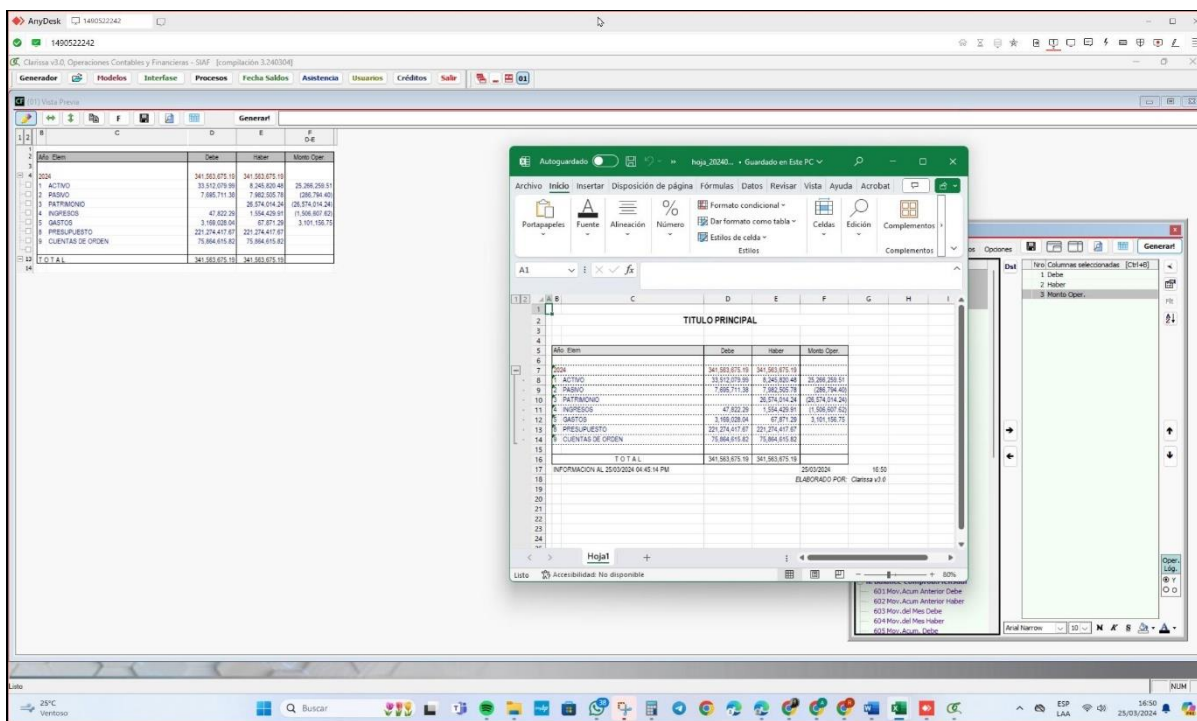 AnyDesk 1490522242
1490522242
Clarissa v3.0, Operaciones Contables y Financieras - SIAF [compilación 3.240304]
Generador Modelos Interfase Procesos Fecha Saldos Asistencia Usuarios Créditos Salir 01
(01) Vista Previa
F Generar!
1 2 B C D E F
D-E
Año Elem Debe Haber Monto Oper.
2024 341,563,675.19 341,563,675.19
1 ACTIVO 33,512,079.99 8,245,820.48 25,266,259.51
2 PASIVO 7,695,711.38 7,982,505.78 (286,794.40)
3 PATRIMONIO 26,574,014.24 (26,574,014.24)
4 INGRESOS 47,822.29 1,554,429.91 (1,506,607.62)
5 GASTOS 3,169,028.04 67,871.29 3,101,156.75
8 PRESUPUESTO 221,274,417.67 221,274,417.67
9 CUENTAS DE ORDEN 75,864,615.82 75,864,615.82
T O T A L 341,563,675.19 341,563,675.19
Autoguardado hoja_20240... • Guardado en Este PC
Archivo Inicio Insertar Disposición de página Fórmulas Datos Revisar Vista Ayuda Acrobat
Portapapeles Fuente Alineación Número Formato condicional Dar formato como tabla Estilos de celda Estilos Celdas Edición Complementos
Complementos
A1 fx
1 2 A B C D E F G H I
TITULO PRINCIPAL
Año Elem Debe Haber Monto Oper.
2024 341,563,675.19 341,563,675.19
1 ACTIVO 33,512,079.99 8,245,820.48 25,266,259.51
2 PASIVO 7,695,711.38 7,982,505.78 (286,794.40)
3 PATRIMONIO 26,574,014.24 (26,574,014.24)
4 INGRESOS 47,822.29 1,554,429.91 (1,506,607.62)
5 GASTOS 3,169,028.04 67,871.29 3,101,156.75
8 PRESUPUESTO 221,274,417.67 221,274,417.67
9 CUENTAS DE ORDEN 75,864,615.82 75,864,615.82
T O T A L 341,563,675.19 341,563,675.19
INFORMACION AL 25/03/2024 04:45:14 PM 25/03/2024 16:50
ELABORADO POR: Clarissa v3.0
Hoja1
Listo Accesibilidad: No disponible 80%
Opciones Generar!
Dst Nro Columnas seleccionadas [Ctrl+B]
1 Debe
2 Haber
3 Monto Oper.
Oper. Lóg.
Y
O
601 Mov.Acum Anterior Debe
602 Mov.Acum Anterior Haber
603 Mov.del Mes Debe
604 Mov.del Mes Haber
605 Mov.Acum. Debe
Arial Narrow 10 N K S A
Listo NUM
25°C
Ventoso
Buscar
ESP
LAA
16:50
25/03/2024